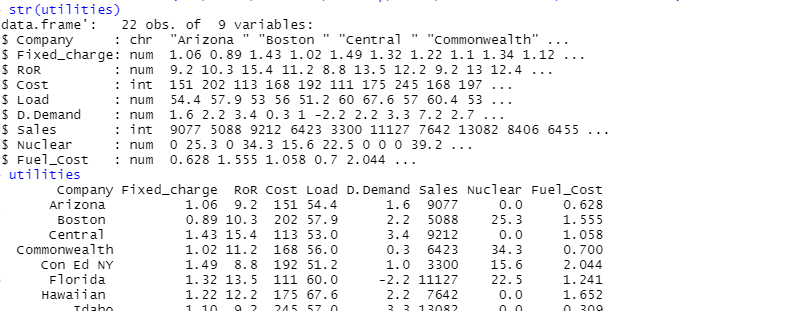 str(utilities)
data.frame': 22 obs. of 9 variables:
$ Company : chr "Arizona " "Boston " "Central " "Commonwealth" ...
$ Fixed_charge: num 1.06 0.89 1.43 1.02 1.49 1.32 1.22 1.1 1.34 1.12 ...
$ RoR : num 9.2 10.3 15.4 11.2 8.8 13.5 12.2 9.2 13 12.4 ...
$ Cost : int 151 202 113 168 192 111 175 245 168 197 ...
$ Load : num 54.4 57.9 53 56 51.2 60 67.6 57 60.4 53 ...
$ D.Demand : num 1.6 2.2 3.4 0.3 1 -2.2 2.2 3.3 7.2 2.7 ...
$ Sales : int 9077 5088 9212 6423 3300 11127 7642 13082 8406 6455 ...
$ Nuclear : num 0 25.3 0 34.3 15.6 22.5 0 0 0 39.2 ...
$ Fuel_Cost : num 0.628 1.555 1.058 0.7 2.044 ...
utilities
Company Fixed_charge RoR Cost Load D.Demand Sales Nuclear Fuel_Cost
Arizona 1.06 9.2 151 54.4 1.6 9077 0.0 0.628
Boston 0.89 10.3 202 57.9 2.2 5088 25.3 1.555
Central 1.43 15.4 113 53.0 3.4 9212 0.0 1.058
Commonwealth 1.02 11.2 168 56.0 0.3 6423 34.3 0.700
Con Ed NY 1.49 8.8 192 51.2 1.0 3300 15.6 2.044
Florida 1.32 13.5 111 60.0 -2.2 11127 22.5 1.241
Hawaiian 1.22 12.2 175 67.6 2.2 7642 0.0 1.652
Idaho 1.10 9.2 245 57.0 3.3 13082 0.0 0.309